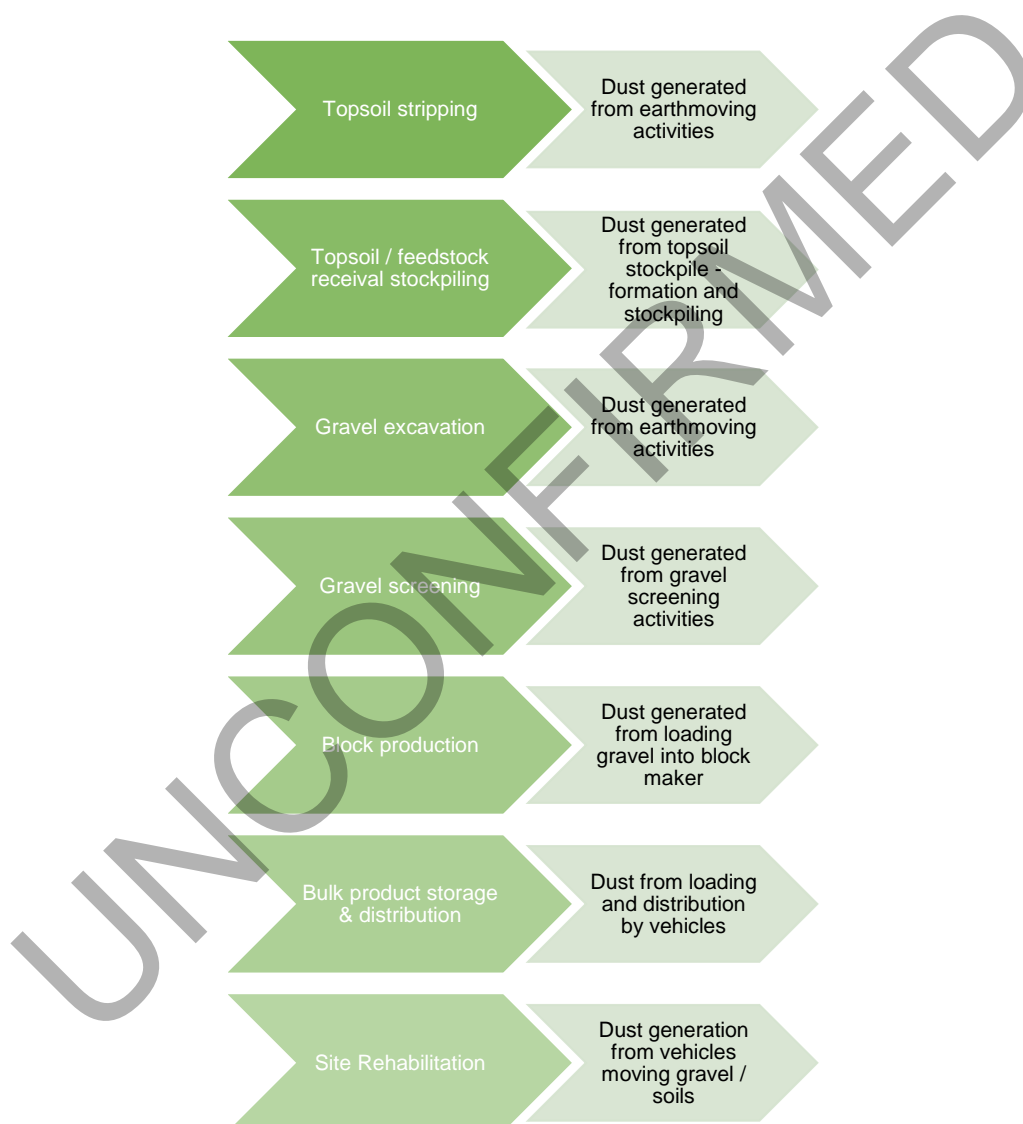 Topsoil stripping
Dust generated
from earthmoving
activities
Topsoil / feedstock
receival stockpiling
Dust generated
from topsoil
stockpile -
formation and
stockpiling
Gravel excavation
Dust generated
from earthmoving
activities
Gravel screening
Dust generated
from gravel
screening
activities
Block production
Dust generated
from loading
gravel into block
maker
Bulk product storage
& distribution
Dust from loading
and distribution
by vehicles
Site Rehabilitation
Dust generation
from vehicles
moving gravel /
soils
UNCONFIRMED